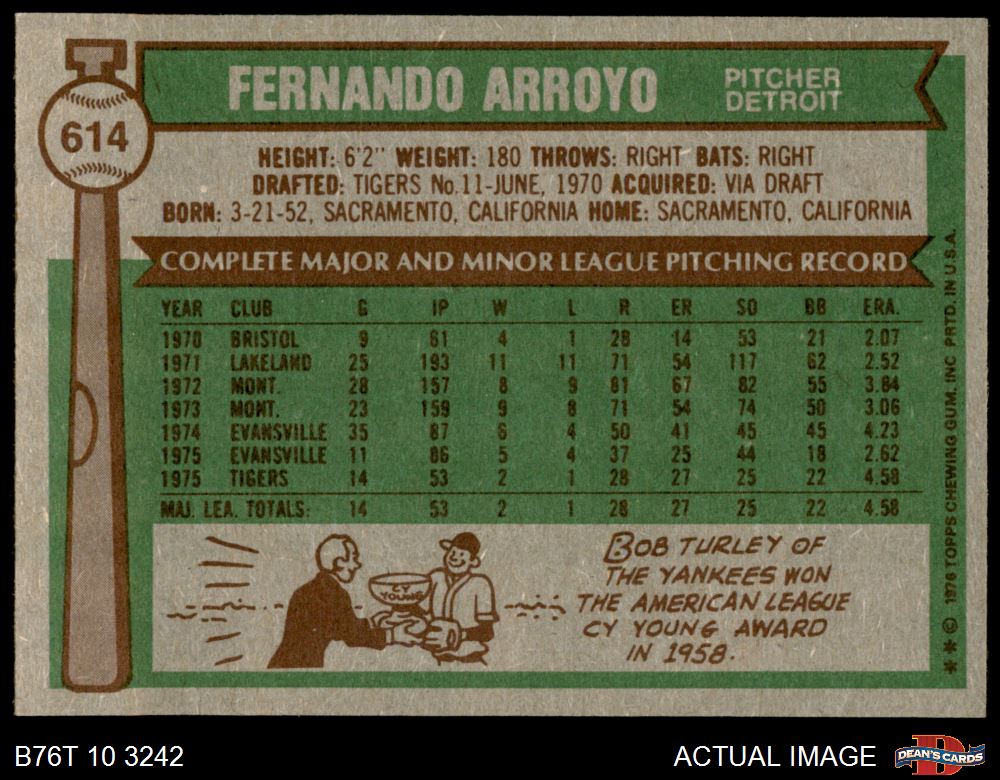 614
FERNANDO ARROYO
PITCHER
DETROIT
HEIGHT: 6'2" WEIGHT: 180 THROWS: RIGHT BATS: RIGHT
DRAFTED: TIGERS No.11-JUNE, 1970 ACQUIRED: VIA DRAFT
BORN: 3-21-52, SACRAMENTO, CALIFORNIA HOME: SACRAMENTO, CALIFORNIA
COMPLETE MAJOR AND MINOR LEAGUE PITCHING RECORD
YEAR CLUB G IP W L R ER SO BB ERA.
1970 BRISTOL 9 61 4 1 28 14 53 21 2.07
1971 LAKELAND 25 193 11 11 71 54 117 62 2.52
1972 MONT. 28 157 8 9 81 67 82 55 3.84
1973 MONT. 23 159 9 8 71 54 74 50 3.06
1974 EVANSVILLE 35 87 6 4 50 41 45 45 4.23
1975 EVANSVILLE 11 86 5 4 37 25 44 18 2.62
1975 TIGERS 14 53 2 1 28 27 25 22 4.58
MAJ. LEA. TOTALS: 14 53 2 1 28 27 25 22 4.58
CY
YOUNG
BOB TURLEY OF
THE YANKEES WON
THE AMERICAN LEAGUE
CY YOUNG AWARD
IN 1958.
** © 1976 TOPPS CHEWING GUM, INC PRTD. IN U.S.A.
B76T 10 3242
ACTUAL IMAGE
D
DEAN'S CARDS